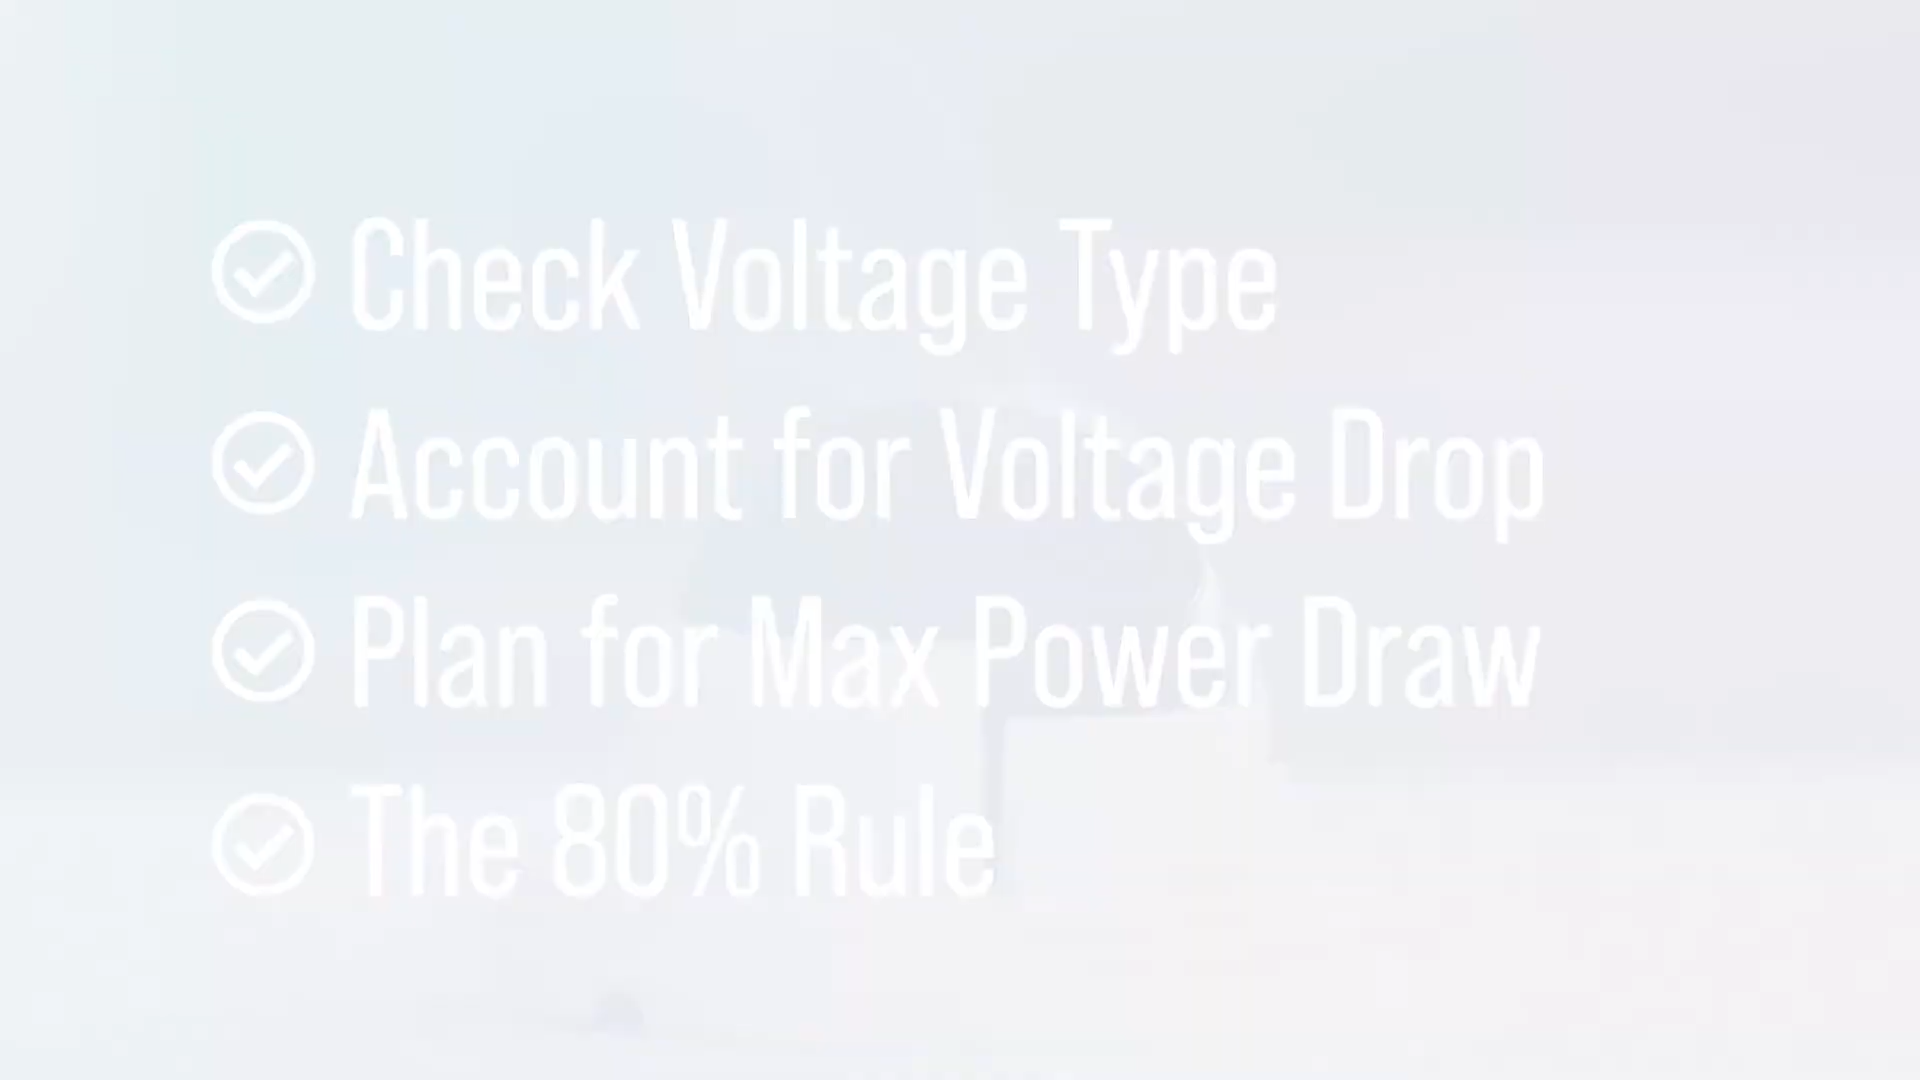 Check Voltage Type
Account for Voltage Drop
Plan for Max Power Draw
The 80% Rule